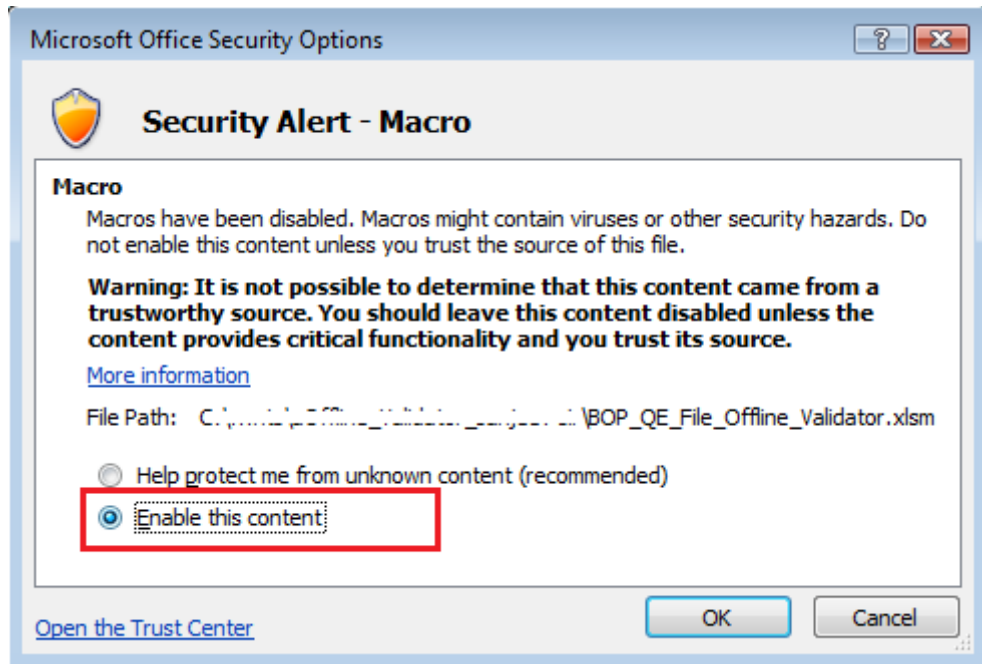 Microsoft Office Security Options
Security Alert - Macro
Macro
Macros have been disabled. Macros might contain viruses or other security hazards. Do
not enable this content unless you trust the source of this file.
Warning: It is not possible to determine that this content came from a
trustworthy source. You should leave this content disabled unless the
content provides critical functionality and you trust its source.
More information
File Path: C:\ \BOP_QE_File_Offline_Validator.xlsm
Help protect me from unknown content (recommended)
Enable this content
Open the Trust Center
OK
Cancel